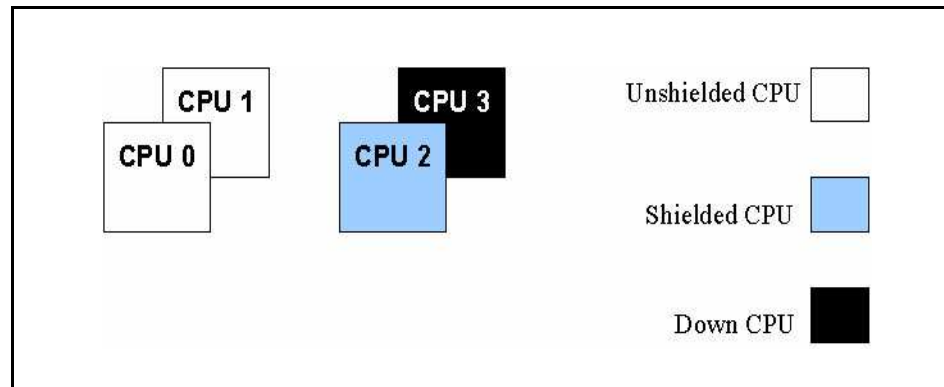 CPU 1
CPU 0
CPU 3
CPU 2
Unshielded CPU
Shielded CPU
Down CPU